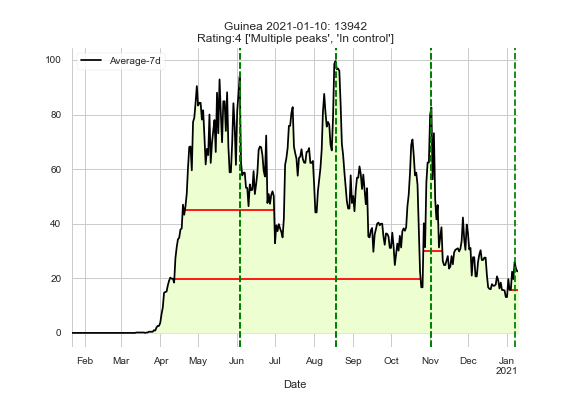 Guinea 2021-01-10: 13942
Rating:4 ['Multiple peaks', 'In control']
Average-7d
100
80
60
40
20
0
Feb Mar Apr May Jun Jul Aug Sep Oct Nov Dec Jan
2021
Date